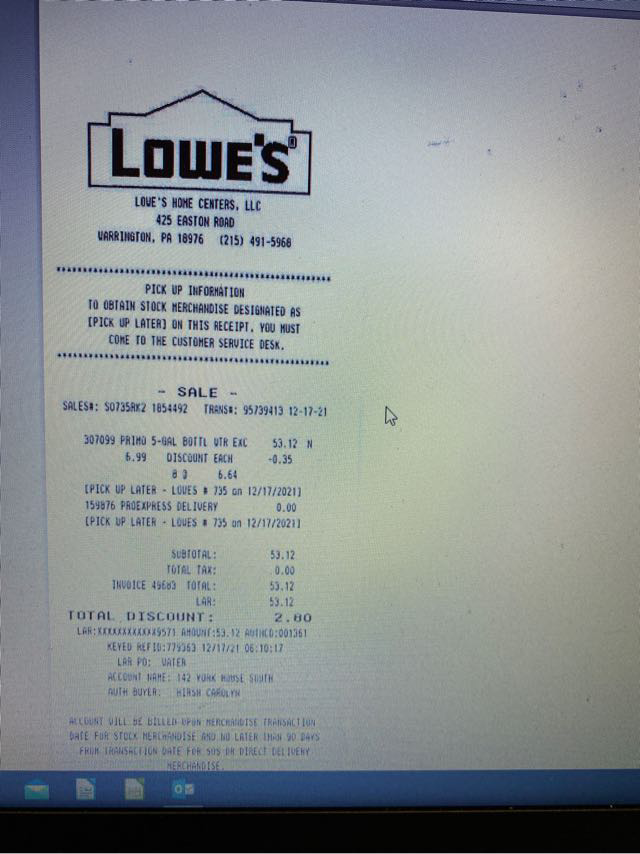 LOWE'S
LOWE'S HOME CENTERS, LLC
425 EASTON ROAD
WARRINGTON, PA 18976 (215) 491-5968
PICK UP INFORMATION
TO OBTAIN STOCK MERCHANDISE DESIGNATED AS
[PICK UP LATER] ON THIS RECEIPT, YOU MUST
COME TO THE CUSTOMER SERVICE DESK.
- SALE -
SALES#: SO735RK2 1854492 TRANS#: 95739413 12-17-21
307099 PRIMO 5-GAL BOTTL WTR EXC 53.12 N
6.99 DISCOUNT EACH -0.35
8 @ 6.64
[PICK UP LATER - LOWES # 735 on 12/17/2021]
159876 PROEXPRESS DELIVERY 0.00
[PICK UP LATER - LOWES # 735 on 12/17/2021]
SUBTOTAL: 53.12
TOTAL TAX: 0.00
INVOICE 49683 TOTAL: 53.12
LAR: 53.12
TOTAL DISCOUNT: 2.80
LAR:XXXXXXXXXXXX9571 AMOUNT:53.12 AUTHCD:001361
KEYED REFID:779363 12/17/21 06:10:17
LAR PO: WATER
ACCOUNT NAME: 142 YORK HOUSE SOUTH
AUTH BUYER: HIRSH CAROLYN
ACCOUNT WILL BE BILLED UPON MERCHANDISE TRANSACTION
DATE FOR STOCK MERCHANDISE AND NO LATER THAN 90 DAYS
FROM TRANSACTION DATE FOR SOS OR DIRECT DELIVERY
MERCHANDISE.